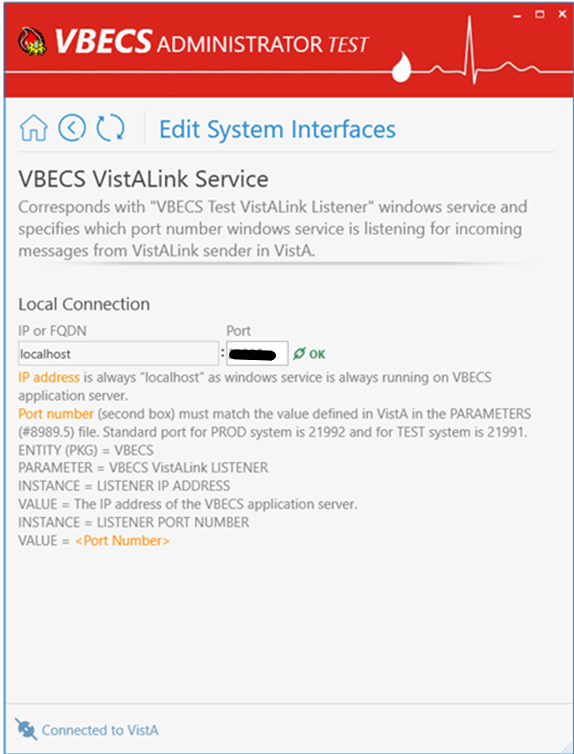 VBECS ADMINISTRATOR TEST
Edit System Interfaces
VBECS VistALink Service
Corresponds with "VBECS Test VistALink Listener" windows service and
specifies which port number windows service is listening for incoming
messages from VistALink sender in VistA.
Local Connection
IP or FQDN Port
localhost : OK
IP address is always "localhost" as windows service is always running on VBECS
application server.
Port number (second box) must match the value defined in VistA in the PARAMETERS
(#8989.5) file. Standard port for PROD system is 21992 and for TEST system is 21991.
ENTITY (PKG) = VBECS
PARAMETER = VBECS VistALink LISTENER
INSTANCE = LISTENER IP ADDRESS
VALUE = The IP address of the VBECS application server.
INSTANCE = LISTENER PORT NUMBER
VALUE = <Port Number>
Connected to VistA